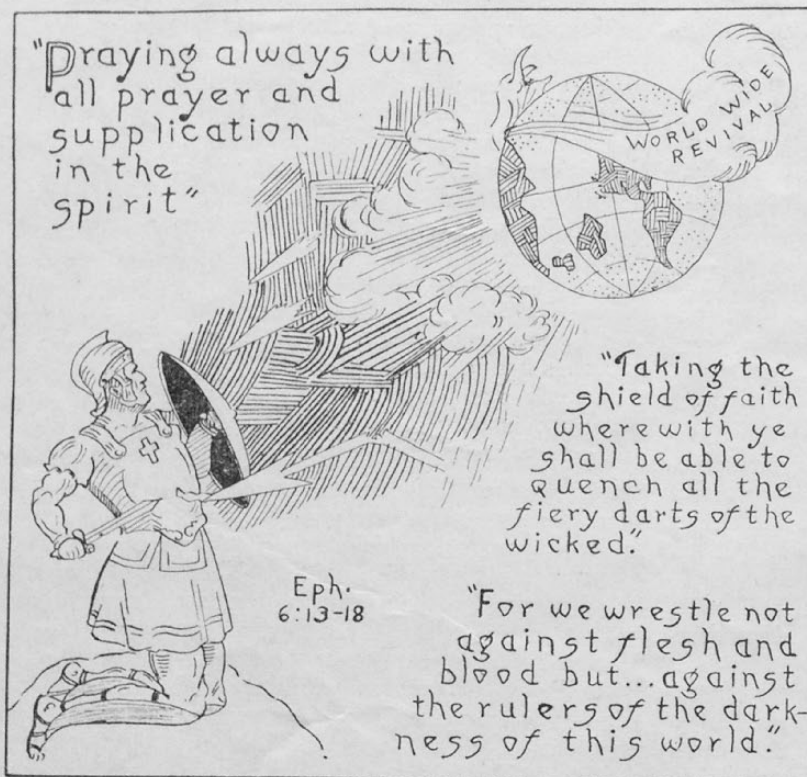 "Praying always with
all prayer and
supplication
in the
spirit"
WORLD WIDE
REVIVAL
"Taking the
shield of faith
where with ye
shall be able to
quench all the
fiery darts of the
wicked."
Eph.
6:13-18
"For we wrestle not
against flesh and
blood but...against
the rulers of the dark-
ness of this world."